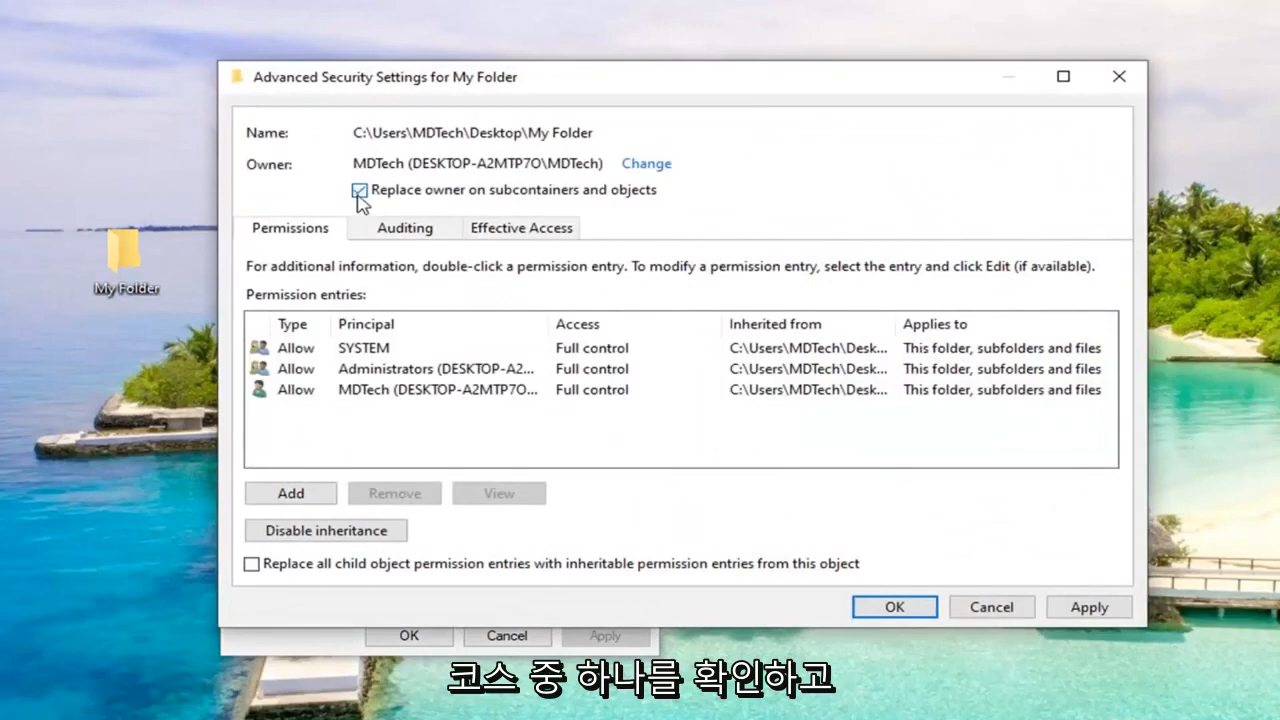 Advanced Security Settings for My Folder
Name: C:\Users\MDTech\Desktop\My Folder
Owner: MDTech (DESKTOP-A2MTP7O\MDTech) Change
Replace owner on subcontainers and objects
Permissions Auditing Effective Access
My Folder
For additional information, double-click a permission entry. To modify a permission entry, select the entry and click Edit (if available).
Permission entries:
Type Principal Access Inherited from Applies to
Allow SYSTEM Full control C:\Users\MDTech\Desk... This folder, subfolders and files
Allow Administrators (DESKTOP-A2... Full control C:\Users\MDTech\Desk... This folder, subfolders and files
Allow MDTech (DESKTOP-A2MTP7O... Full control C:\Users\MDTech\Desk... This folder, subfolders and files
Add Remove View
Disable inheritance
Replace all child object permission entries with inheritable permission entries from this object
OK Cancel Apply
OK Cancel Apply
코스 중 하나를 확인하고